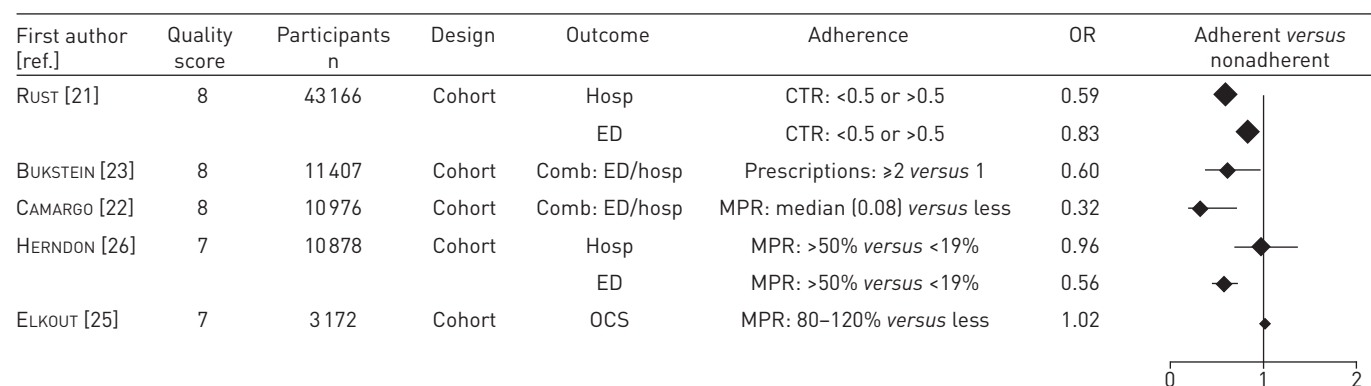 First author Quality Participants Design Outcome Adherence OR Adherent versus
[ref.] score n nonadherent
RUST [21] 8 43166 Cohort Hosp CTR: <0.5 or >0.5 0.59
ED CTR: <0.5 or >0.5 0.83
BUKSTEIN [23] 8 11407 Cohort Comb: ED/hosp Prescriptions: ⩾2 versus 1 0.60
CAMARGO [22] 8 10976 Cohort Comb: ED/hosp MPR: median (0.08) versus less 0.32
HERNDON [26] 7 10878 Cohort Hosp MPR: >50% versus <19% 0.96
ED MPR: >50% versus <19% 0.56
ELKOUT [25] 7 3172 Cohort OCS MPR: 80–120% versus less 1.02
0 1 2